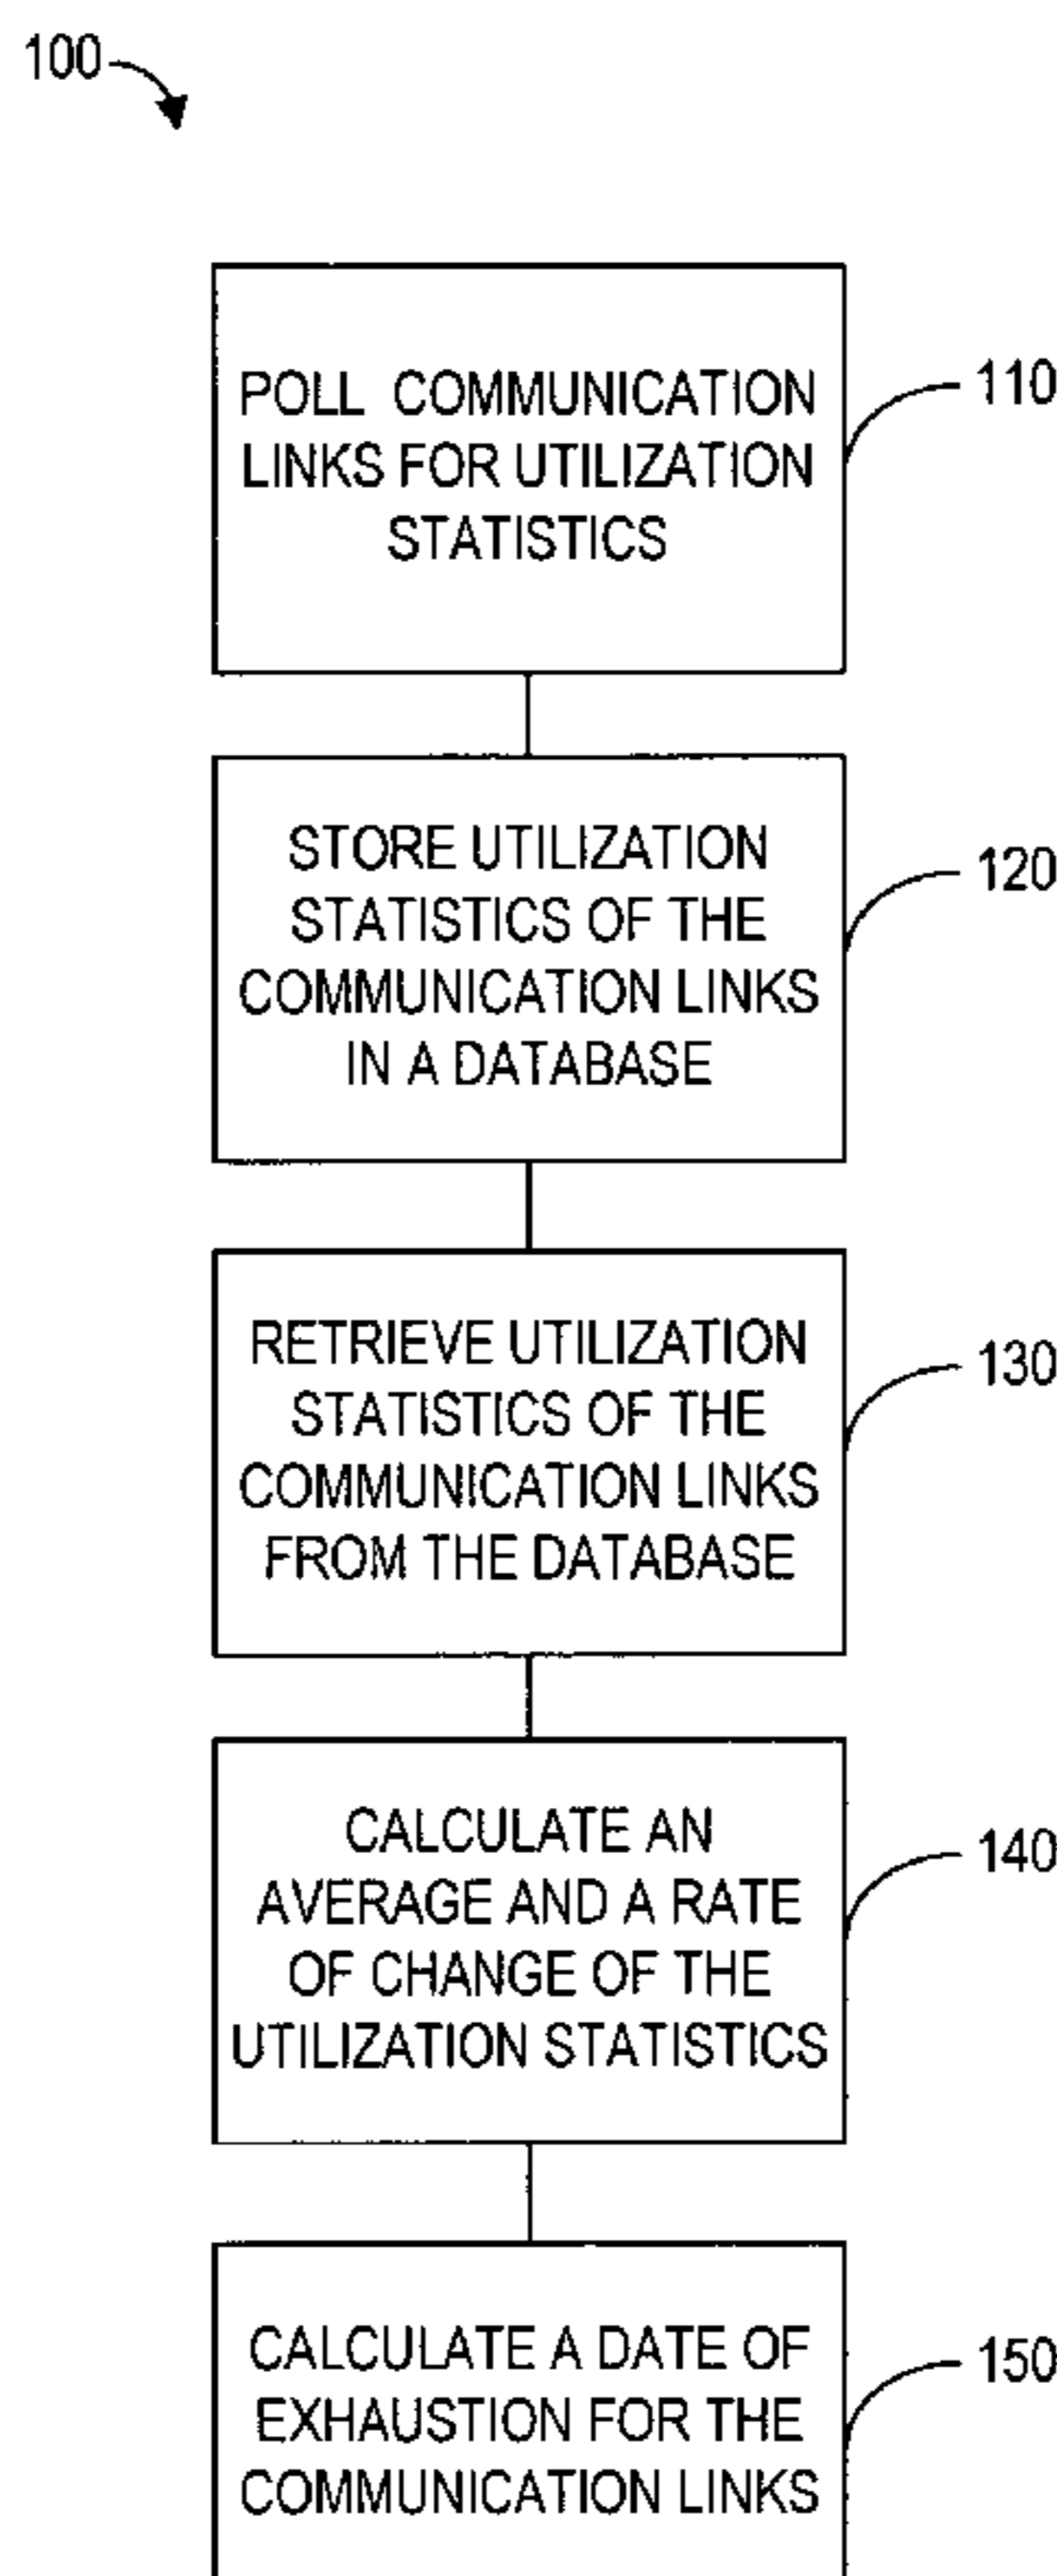 100
POLL COMMUNICATION
LINKS FOR UTILIZATION
STATISTICS
110
STORE UTILIZATION
STATISTICS OF THE
COMMUNICATION LINKS
IN A DATABASE
120
RETRIEVE UTILIZATION
STATISTICS OF THE
COMMUNICATION LINKS
FROM THE DATABASE
130
CALCULATE AN
AVERAGE AND A RATE
OF CHANGE OF THE
UTILIZATION STATISTICS
140
CALCULATE A DATE OF
EXHAUSTION FOR THE
COMMUNICATION LINKS
150